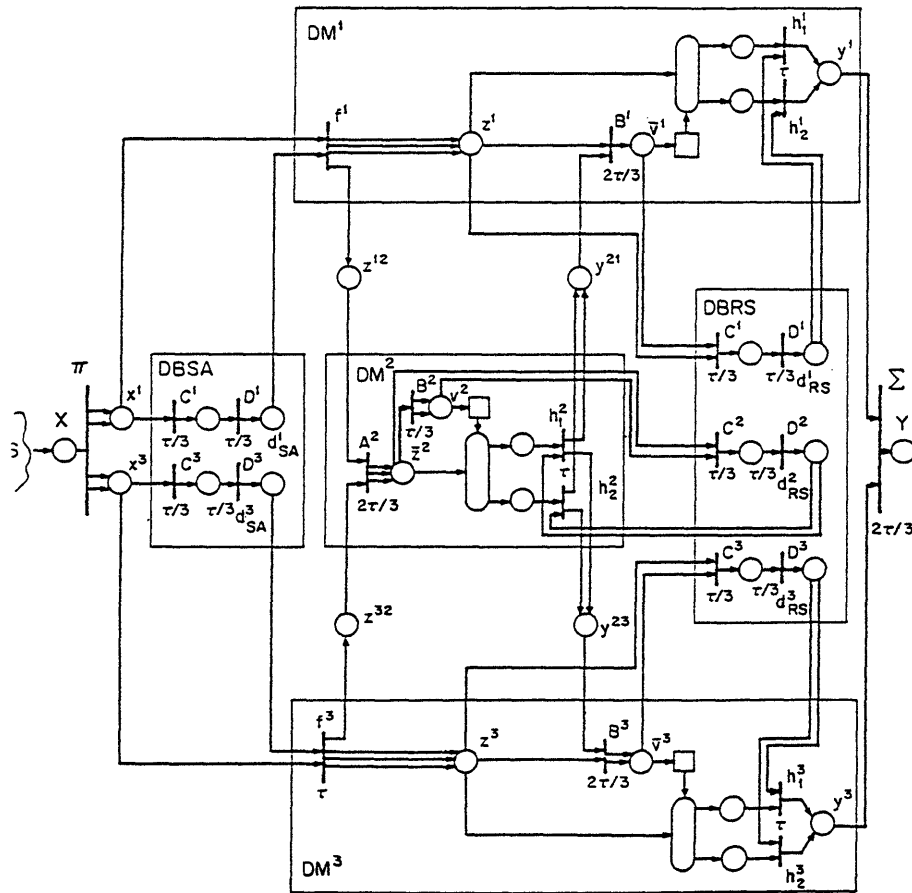 DM¹
h₁¹
y¹
τ
h₂¹
f¹
z¹
B¹
v̄¹
2τ/3
z¹²
y²¹
DBRS
C¹
D¹
τ/3
τ/3
d¹RS
π
DBSA
X
x¹
C¹
D¹
τ/3
τ/3
d¹SA
S
x³
C³
D³
τ/3
τ/3
d³SA
DM²
B²
v²
τ/3
A²
z̄²
2τ/3
h₁²
τ
h₂²
C²
D²
τ/3
τ/3
d²RS
Σ
Y
2τ/3
C³
D³
τ/3
τ/3
d³RS
z³²
y²³
f³
τ
z³
B³
v̄³
2τ/3
h₁³
τ
y³
h₂³
DM³